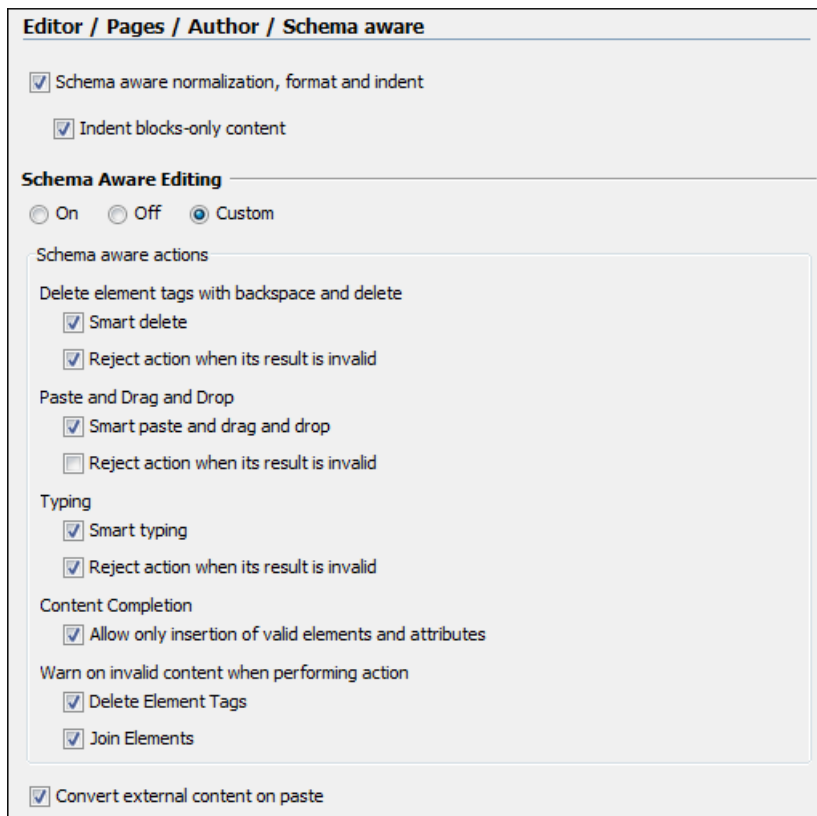 Editor / Pages / Author / Schema aware
Schema aware normalization, format and indent
Indent blocks-only content
Schema Aware Editing
On Off Custom
Schema aware actions
Delete element tags with backspace and delete
Smart delete
Reject action when its result is invalid
Paste and Drag and Drop
Smart paste and drag and drop
Reject action when its result is invalid
Typing
Smart typing
Reject action when its result is invalid
Content Completion
Allow only insertion of valid elements and attributes
Warn on invalid content when performing action
Delete Element Tags
Join Elements
Convert external content on paste